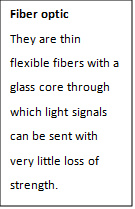 Fiber optic
They are thin
flexible fibers with a
glass core through
which light signals
can be sent with
very little loss of
strength.